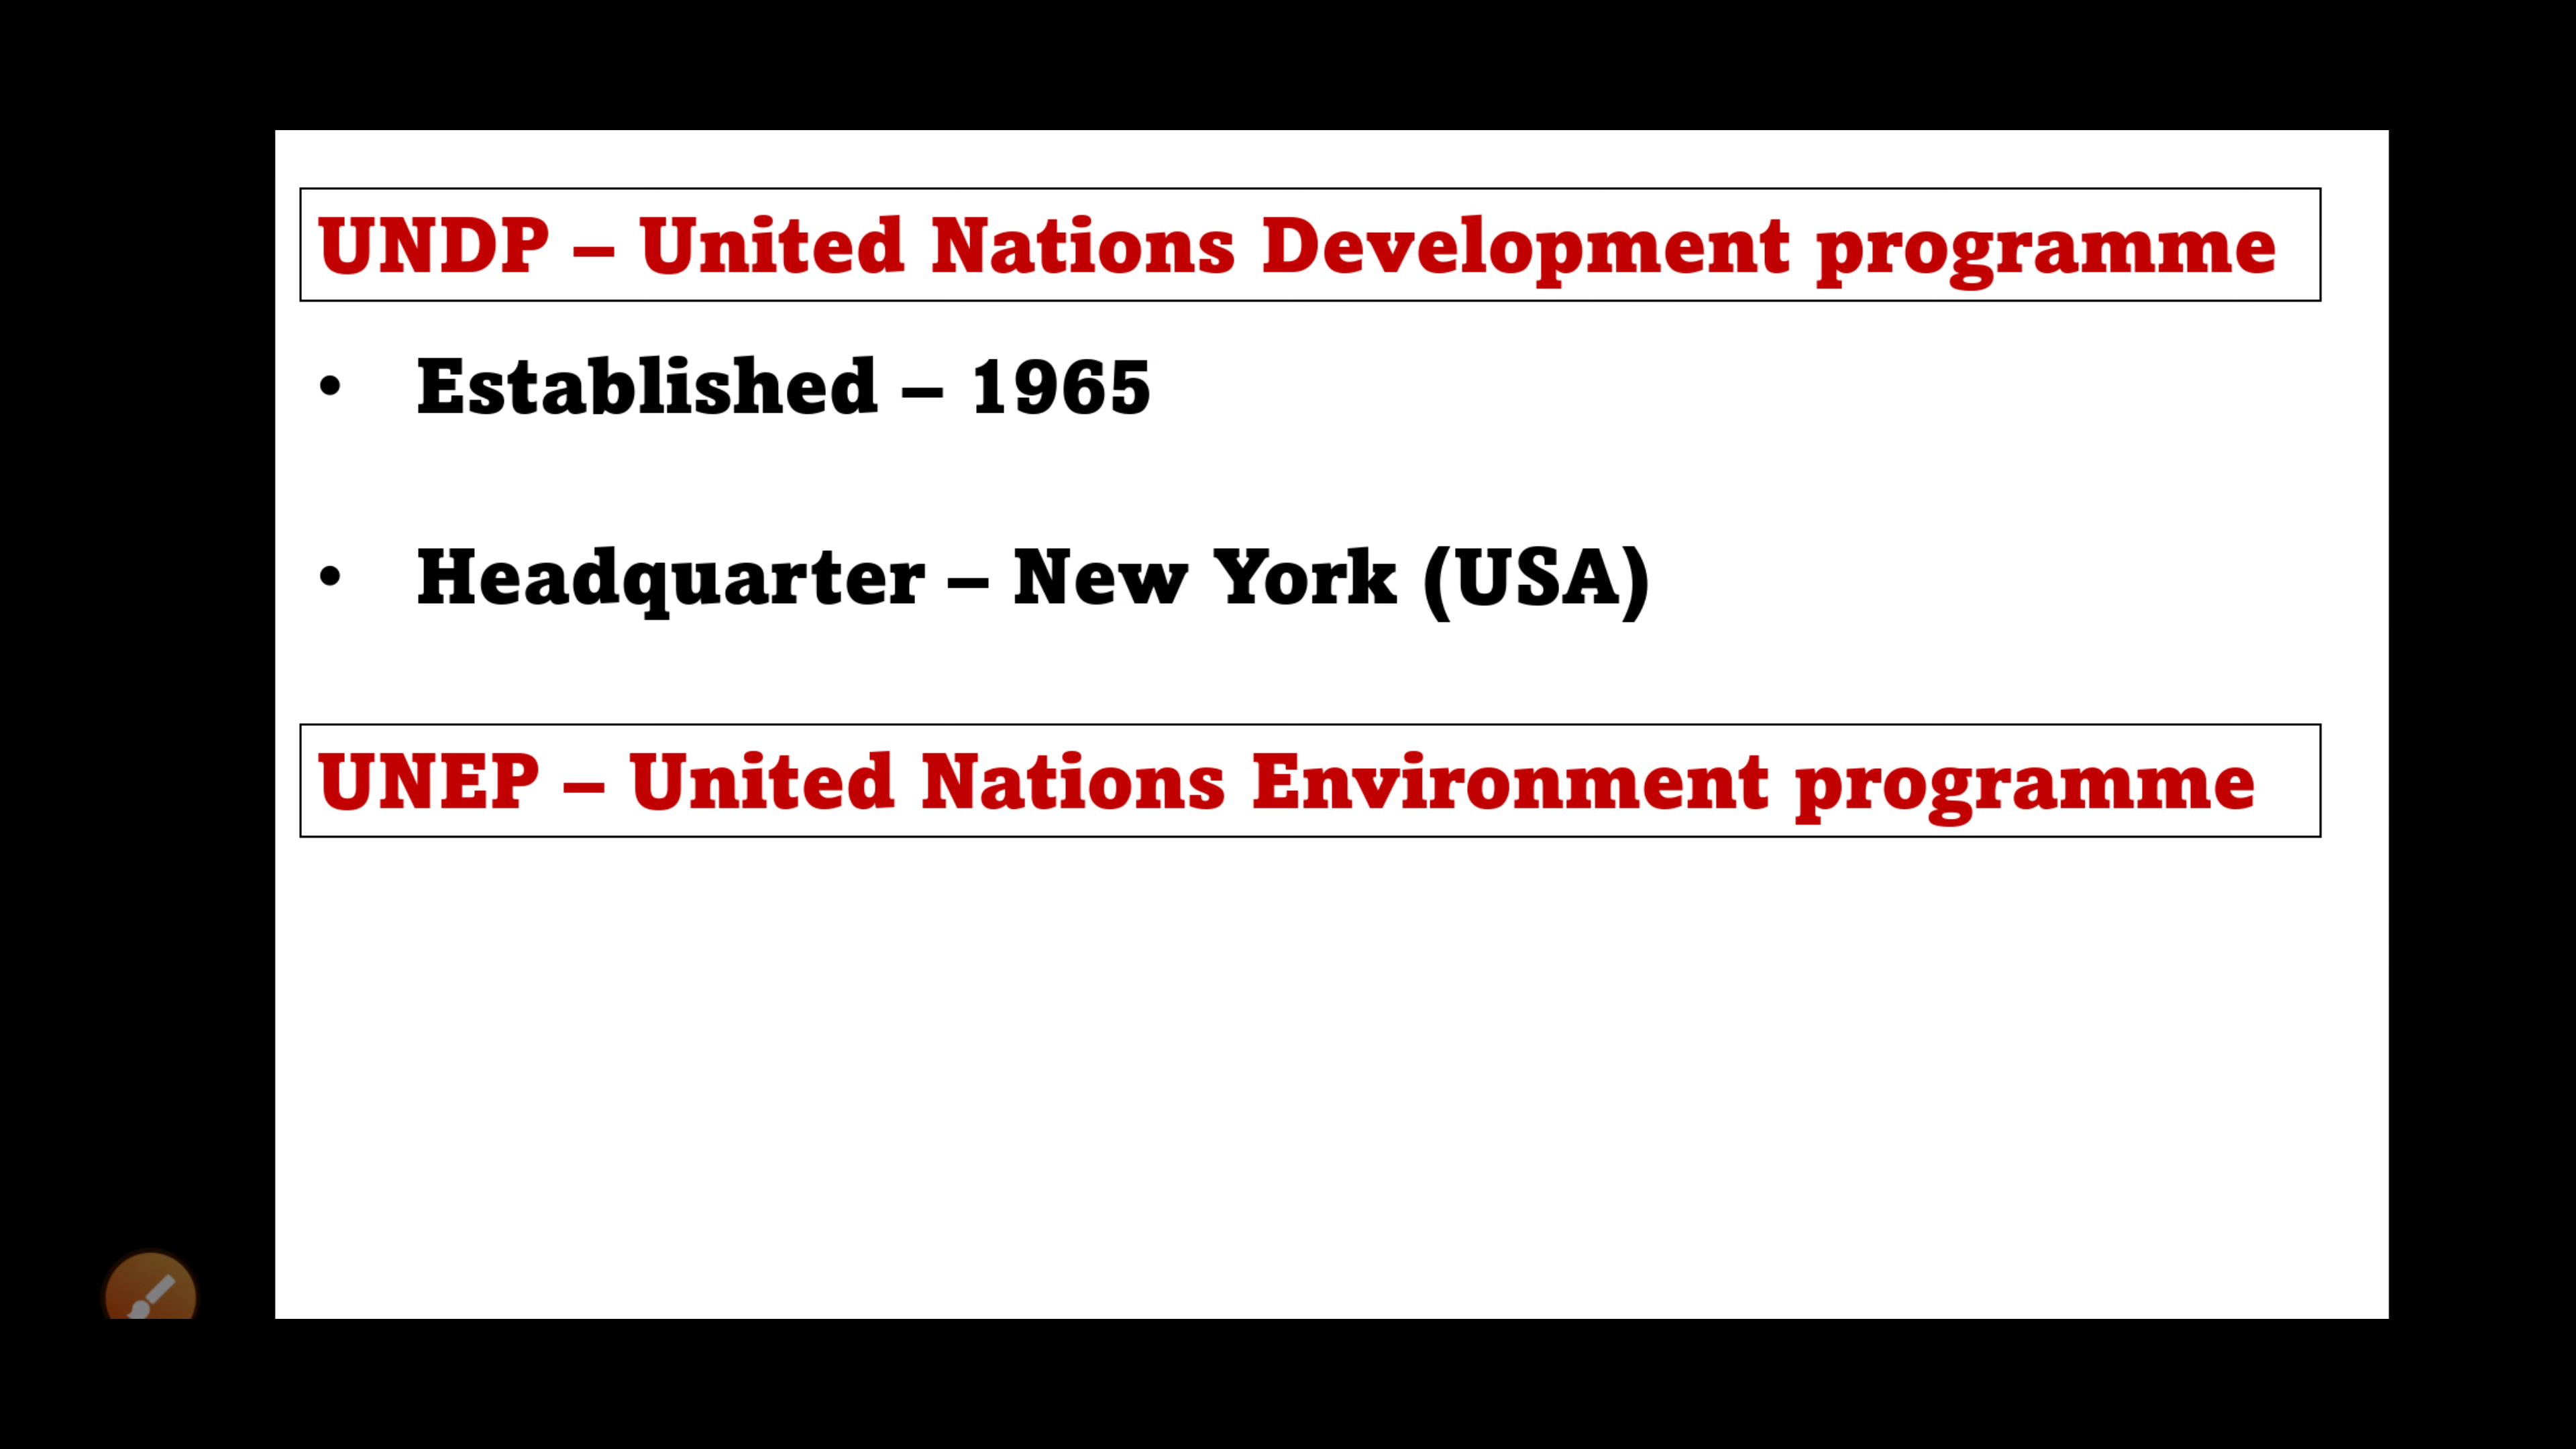 UNDP – United Nations Development programme
• Established – 1965
• Headquarter – New York (USA)
UNEP – United Nations Environment programme